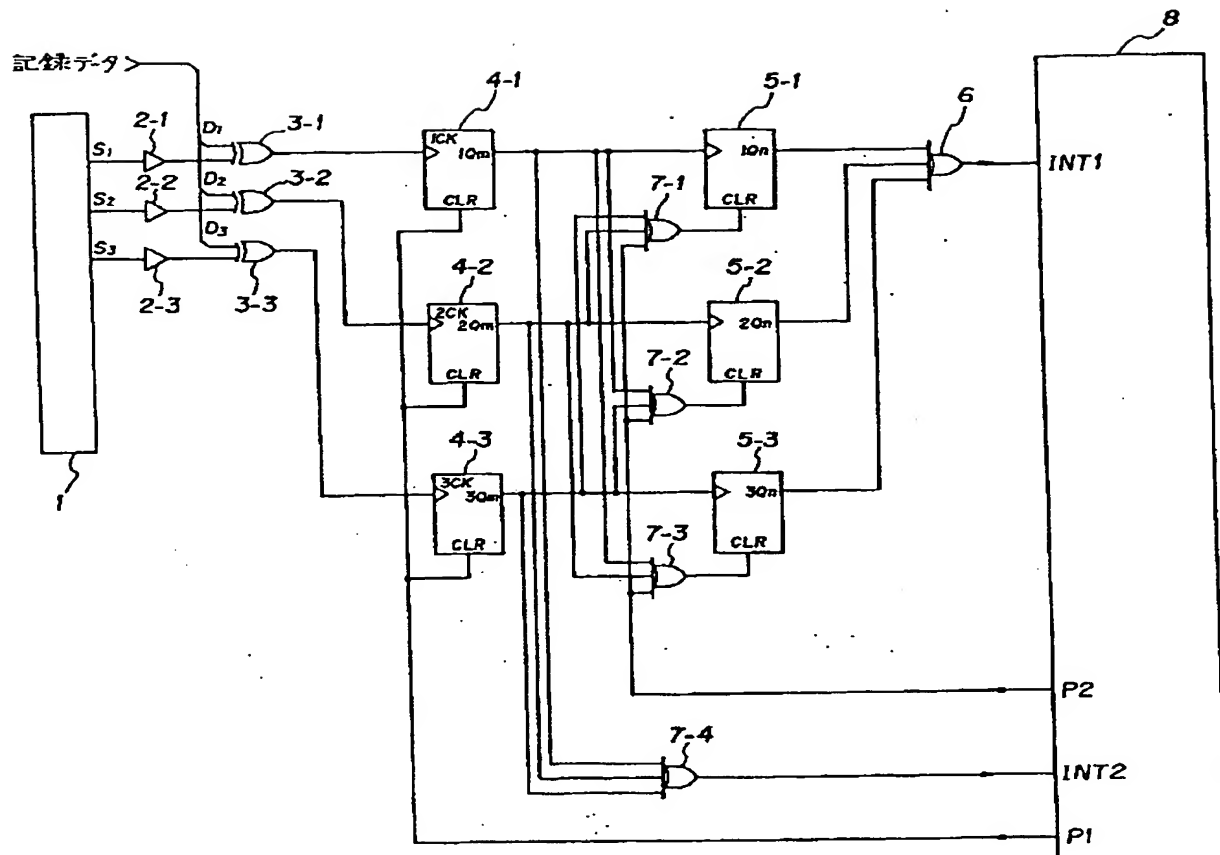 記録データ
8
4-1
5-1
6
2-1
3-1
D1
S1
1CK
1Qm
1Qn
INT1
2-2
D2
3-2
S2
CLR
7-1
CLR
D3
S3
4-2
5-2
2-3
3-3
2CK
2Qm
2Qn
CLR
7-2
CLR
4-3
5-3
1
3CK
3Qm
3Qn
CLR
7-3
CLR
P2
7-4
INT2
P1